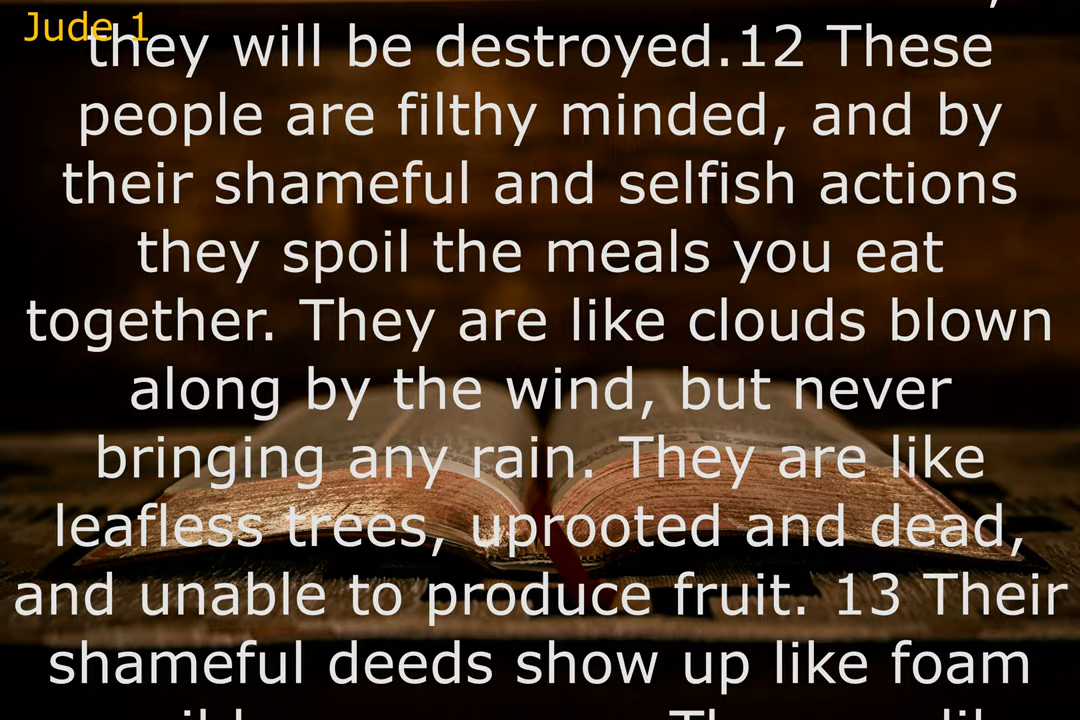 Jude 1
they will be destroyed.12 These
people are filthy minded, and by
their shameful and selfish actions
they spoil the meals you eat
together. They are like clouds blown
along by the wind, but never
bringing any rain. They are like
leafless trees, uprooted and dead,
and unable to produce fruit. 13 Their
shameful deeds show up like foam